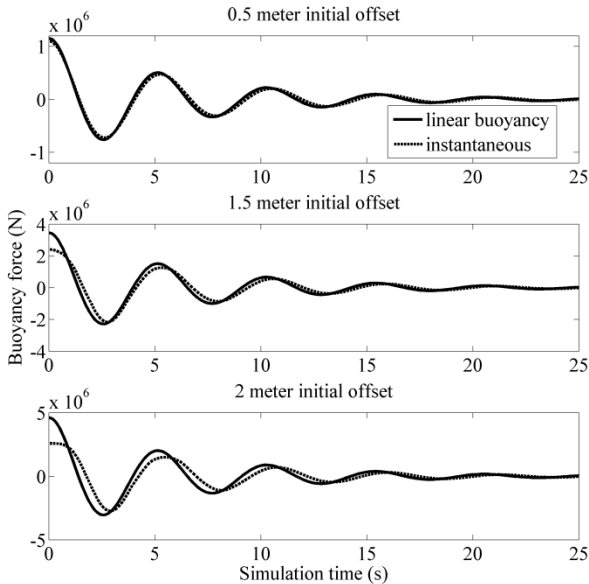 0.5 meter initial offset
x 10^6
1
0
-1
linear buoyancy
instantaneous
0 5 10 15 20 25
1.5 meter initial offset
x 10^6
4
2
0
-2
-4
0 5 10 15 20 25
Buoyancy force (N)
2 meter initial offset
x 10^6
5
0
-5
0 5 10 15 20 25
Simulation time (s)